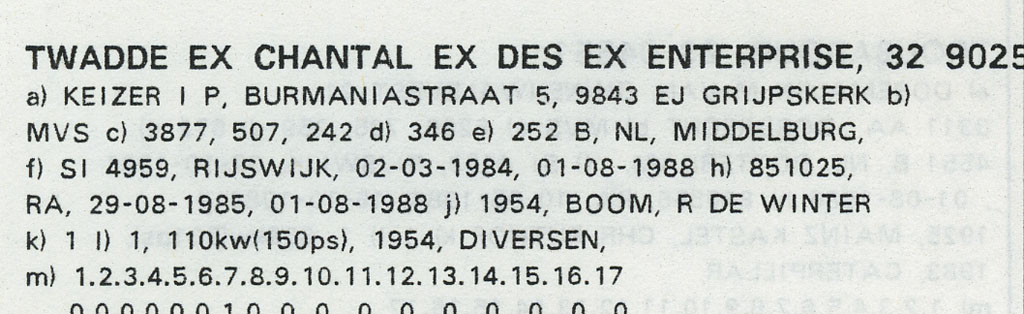 TWADDE EX CHANTAL EX DES EX ENTERPRISE, 32 9025
a) KEIZER I P, BURMANIASTRAAT 5, 9843 EJ GRIJPSKERK b)
MVS c) 3877, 507, 242 d) 346 e) 252 B, NL, MIDDELBURG,
f) SI 4959, RIJSWIJK, 02-03-1984, 01-08-1988 h) 851025,
RA, 29-08-1985, 01-08-1988 j) 1954, BOOM, R DE WINTER
k) 1 l) 1, 110kw(150ps), 1954, DIVERSEN,
m) 1.2.3.4.5.6.7.8.9.10.11.12.13.14.15.16.17